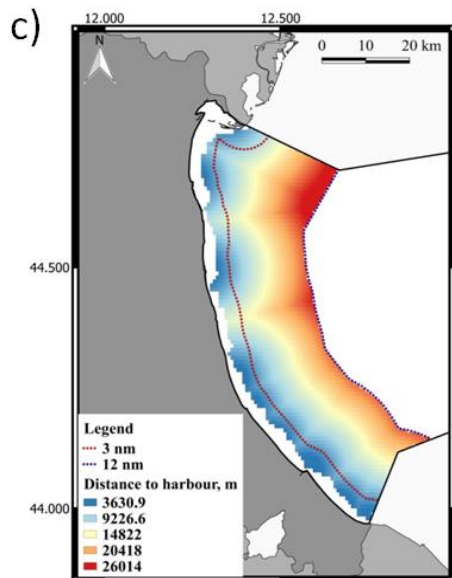 c)
12.000 12.500
N
0 10 20 km
44.500
44.000
Legend
3 nm
12 nm
Distance to harbour, m
3630.9
9226.6
14822
20418
26014